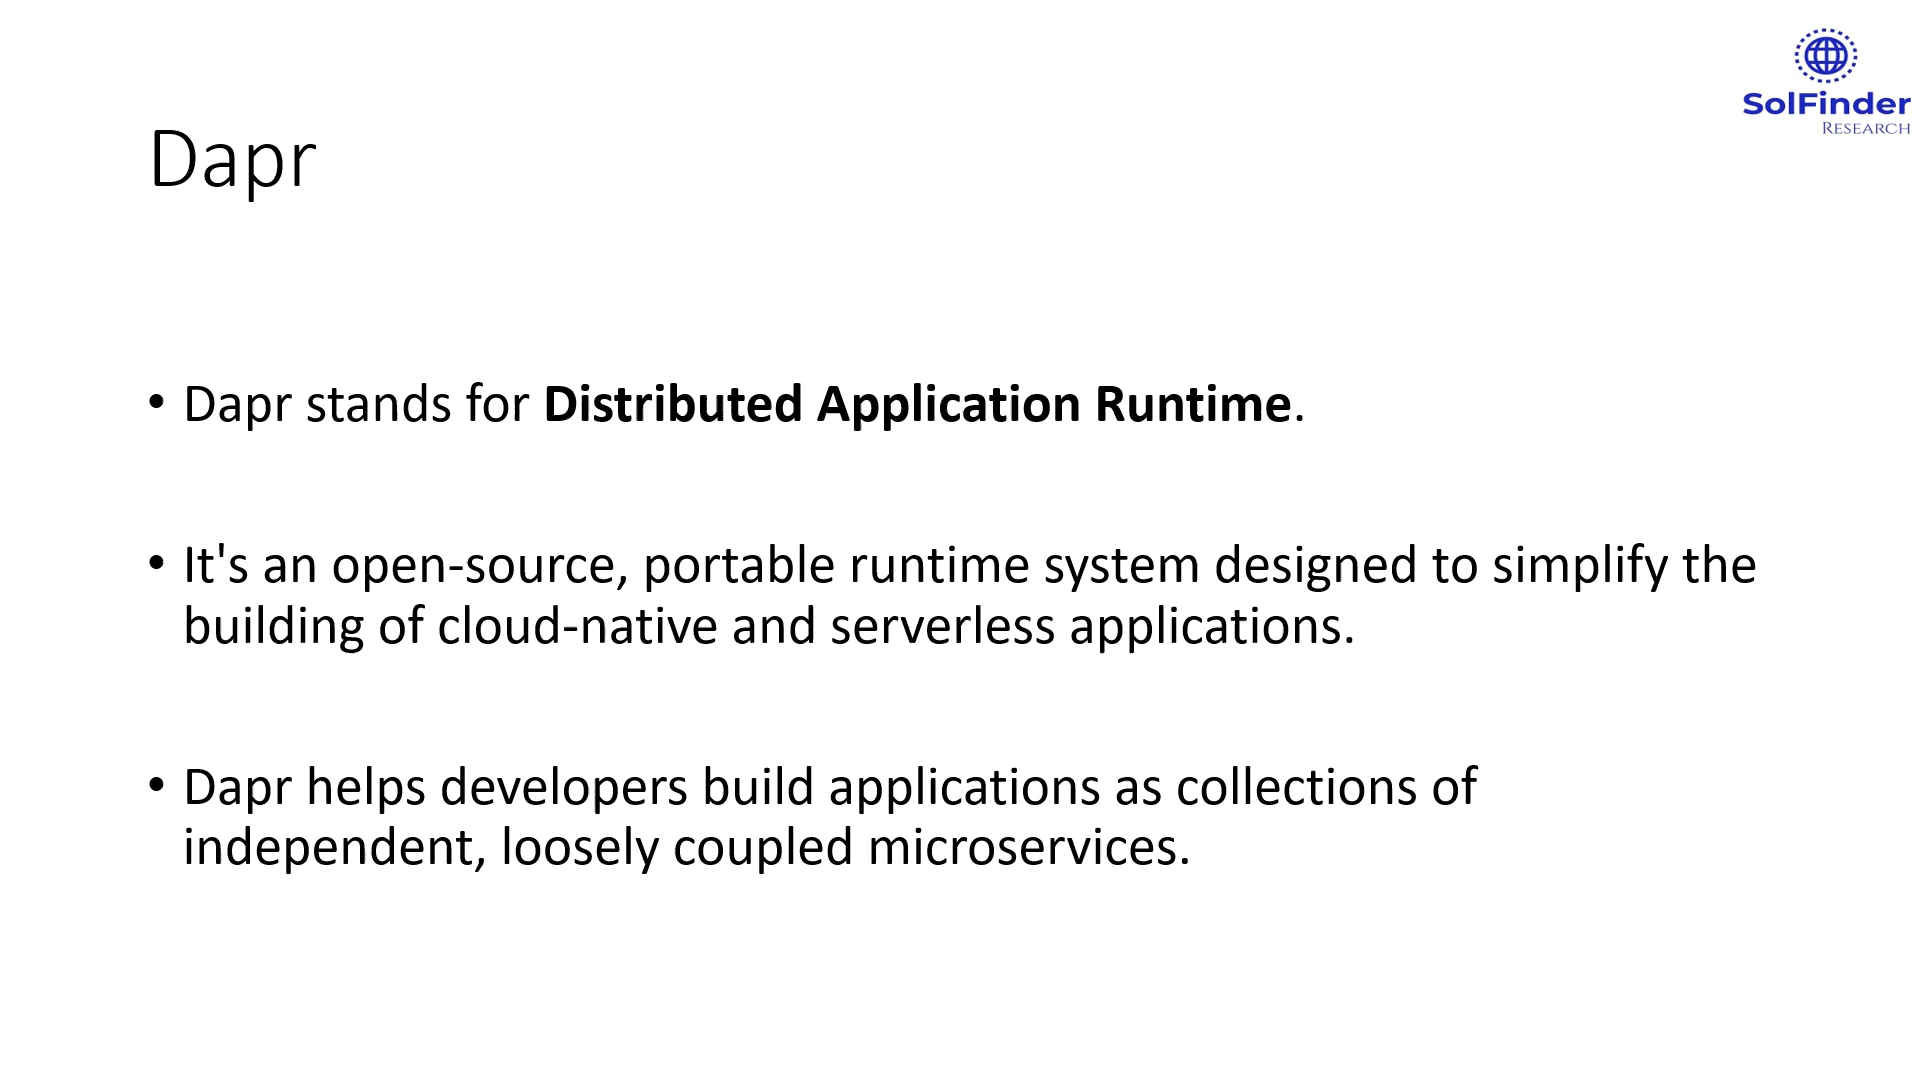 SolFinder
RESEARCH
Dapr
• Dapr stands for Distributed Application Runtime.
• It's an open-source, portable runtime system designed to simplify the
building of cloud-native and serverless applications.
• Dapr helps developers build applications as collections of
independent, loosely coupled microservices.